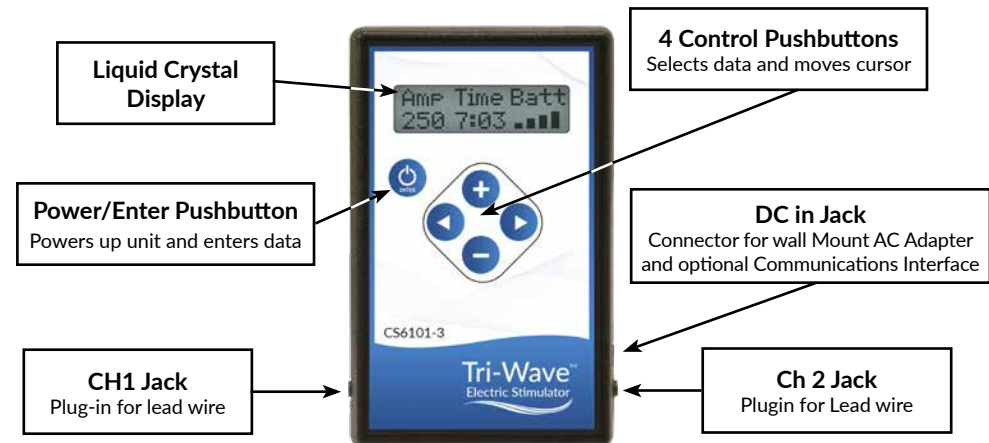 Liquid Crystal
Display
4 Control Pushbuttons
Selects data and moves cursor
Amp Time Batt
250 7:03
ENTER
Power/Enter Pushbutton
Powers up unit and enters data
DC in Jack
Connector for wall Mount AC Adapter
and optional Communications Interface
CS6101-3
Tri-Wave™
Electric Stimulator
CH1 Jack
Plug-in for lead wire
Ch 2 Jack
Plugin for Lead wire